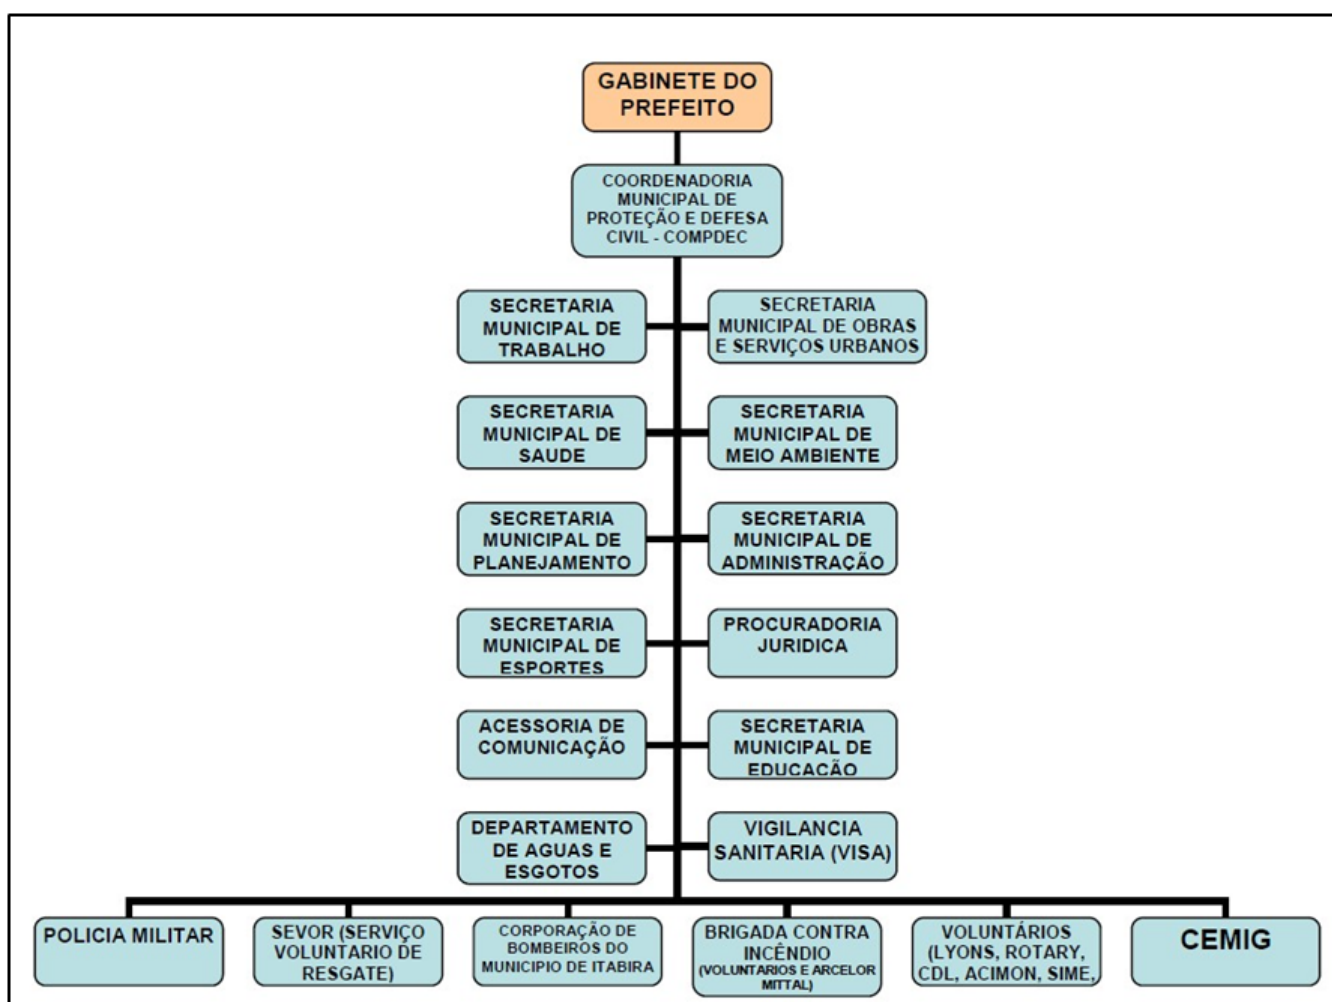 GABINETE DO
PREFEITO
COORDENADORIA
MUNICIPAL DE
PROTEÇÃO E DEFESA
CIVIL - COMPDEC
SECRETARIA
MUNICIPAL DE
TRABALHO
SECRETARIA
MUNICIPAL DE OBRAS
E SERVIÇOS URBANOS
SECRETARIA
MUNICIPAL DE
SAUDE
SECRETARIA
MUNICIPAL DE
MEIO AMBIENTE
SECRETARIA
MUNICIPAL DE
PLANEJAMENTO
SECRETARIA
MUNICIPAL DE
ADMINISTRAÇÃO
SECRETARIA
MUNICIPAL DE
ESPORTES
PROCURADORIA
JURIDICA
ACESSORIA DE
COMUNICAÇÃO
SECRETARIA
MUNICIPAL DE
EDUCAÇÃO
DEPARTAMENTO
DE AGUAS E
ESGOTOS
VIGILANCIA
SANITARIA (VISA)
POLICIA MILITAR
SEVOR (SERVIÇO
VOLUNTARIO DE
RESGATE)
CORPORAÇÃO DE
BOMBEIROS DO
MUNICIPIO DE ITABIRA
BRIGADA CONTRA
INCÊNDIO
(VOLUNTARIOS E ARCELOR
MITTAL)
VOLUNTÁRIOS
(LYONS, ROTARY,
CDL, ACIMON, SIME,
CEMIG